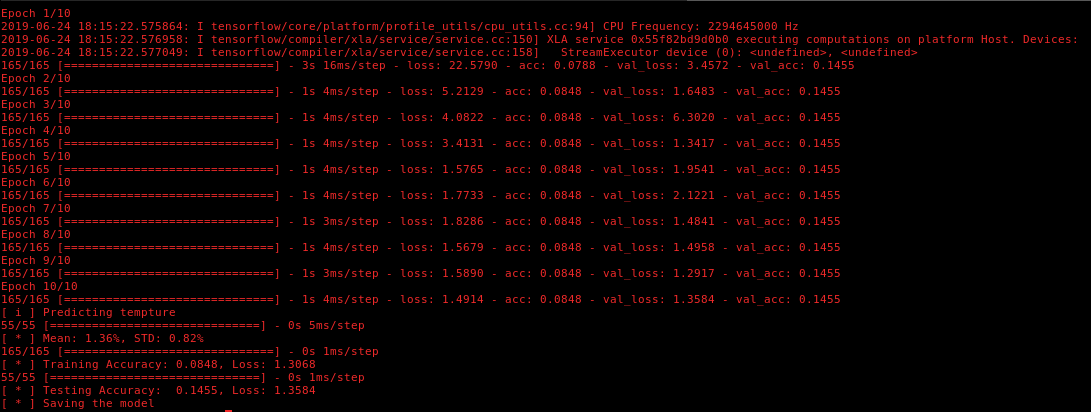 Epoch 1/10
2019-06-24 18:15:22.575864: I tensorflow/core/platform/profile_utils/cpu_utils.cc:94] CPU Frequency: 2294645000 Hz
2019-06-24 18:15:22.576958: I tensorflow/compiler/xla/service/service.cc:150] XLA service 0x55f82bd9d0b0 executing computations on platform Host. Devices:
2019-06-24 18:15:22.577049: I tensorflow/compiler/xla/service/service.cc:158]   StreamExecutor device (0): <undefined>, <undefined>
165/165 [==============================] - 3s 16ms/step - loss: 22.5790 - acc: 0.0788 - val_loss: 3.4572 - val_acc: 0.1455
Epoch 2/10
165/165 [==============================] - 1s 4ms/step - loss: 5.2129 - acc: 0.0848 - val_loss: 1.6483 - val_acc: 0.1455
Epoch 3/10
165/165 [==============================] - 1s 4ms/step - loss: 4.0822 - acc: 0.0848 - val_loss: 6.3020 - val_acc: 0.1455
Epoch 4/10
165/165 [==============================] - 1s 4ms/step - loss: 3.4131 - acc: 0.0848 - val_loss: 1.3417 - val_acc: 0.1455
Epoch 5/10
165/165 [==============================] - 1s 4ms/step - loss: 1.5765 - acc: 0.0848 - val_loss: 1.9541 - val_acc: 0.1455
Epoch 6/10
165/165 [==============================] - 1s 4ms/step - loss: 1.7733 - acc: 0.0848 - val_loss: 2.1221 - val_acc: 0.1455
Epoch 7/10
165/165 [==============================] - 1s 3ms/step - loss: 1.8286 - acc: 0.0848 - val_loss: 1.4841 - val_acc: 0.1455
Epoch 8/10
165/165 [==============================] - 1s 4ms/step - loss: 1.5679 - acc: 0.0848 - val_loss: 1.4958 - val_acc: 0.1455
Epoch 9/10
165/165 [==============================] - 1s 3ms/step - loss: 1.5890 - acc: 0.0848 - val_loss: 1.2917 - val_acc: 0.1455
Epoch 10/10
165/165 [==============================] - 1s 4ms/step - loss: 1.4914 - acc: 0.0848 - val_loss: 1.3584 - val_acc: 0.1455
[ i ] Predicting tempture
55/55 [==============================] - 0s 5ms/step
[ * ] Mean: 1.36%, STD: 0.82%
165/165 [==============================] - 0s 1ms/step
[ * ] Training Accuracy: 0.0848, Loss: 1.3068
55/55 [==============================] - 0s 1ms/step
[ * ] Testing Accuracy:  0.1455, Loss: 1.3584
[ * ] Saving the model